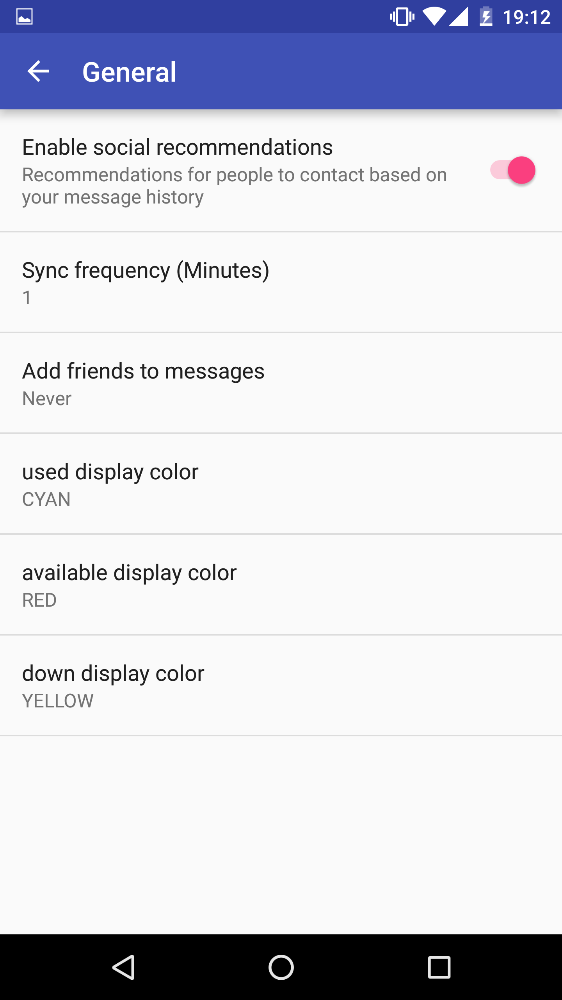 19:12
General
Enable social recommendations
Recommendations for people to contact based on
your message history
Sync frequency (Minutes)
1
Add friends to messages
Never
used display color
CYAN
available display color
RED
down display color
YELLOW